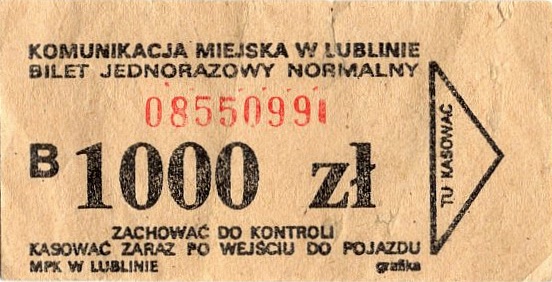 KOMUNIKACJA MIEJSKA W LUBLINIE
BILET JEDNORAZOWY NORMALNY
08550991
B 1000 zł
TU KASOWAĆ
ZACHOWAĆ DO KONTROLI
KASOWAĆ ZARAZ PO WEJŚCIU DO POJAZDU
MPK W LUBLINIE grafika